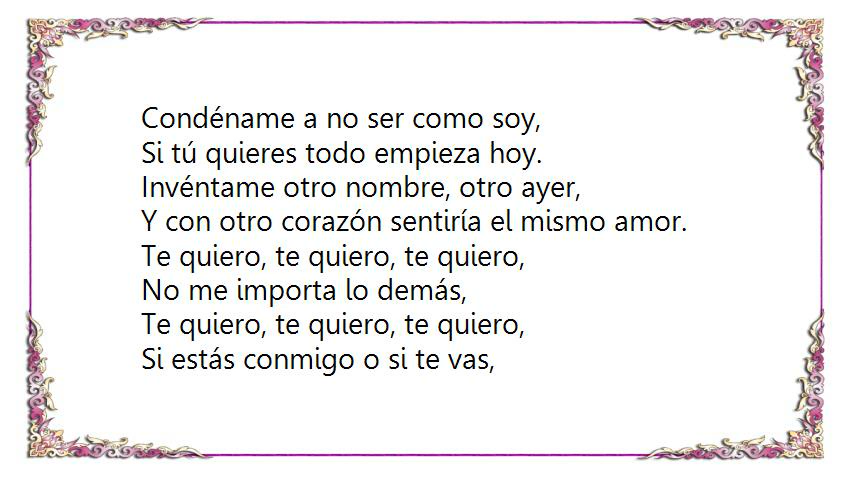 Condéname a no ser como soy,
Si tú quieres todo empieza hoy.
Invéntame otro nombre, otro ayer,
Y con otro corazón sentiría el mismo amor.
Te quiero, te quiero, te quiero,
No me importa lo demás,
Te quiero, te quiero, te quiero,
Si estás conmigo o si te vas,